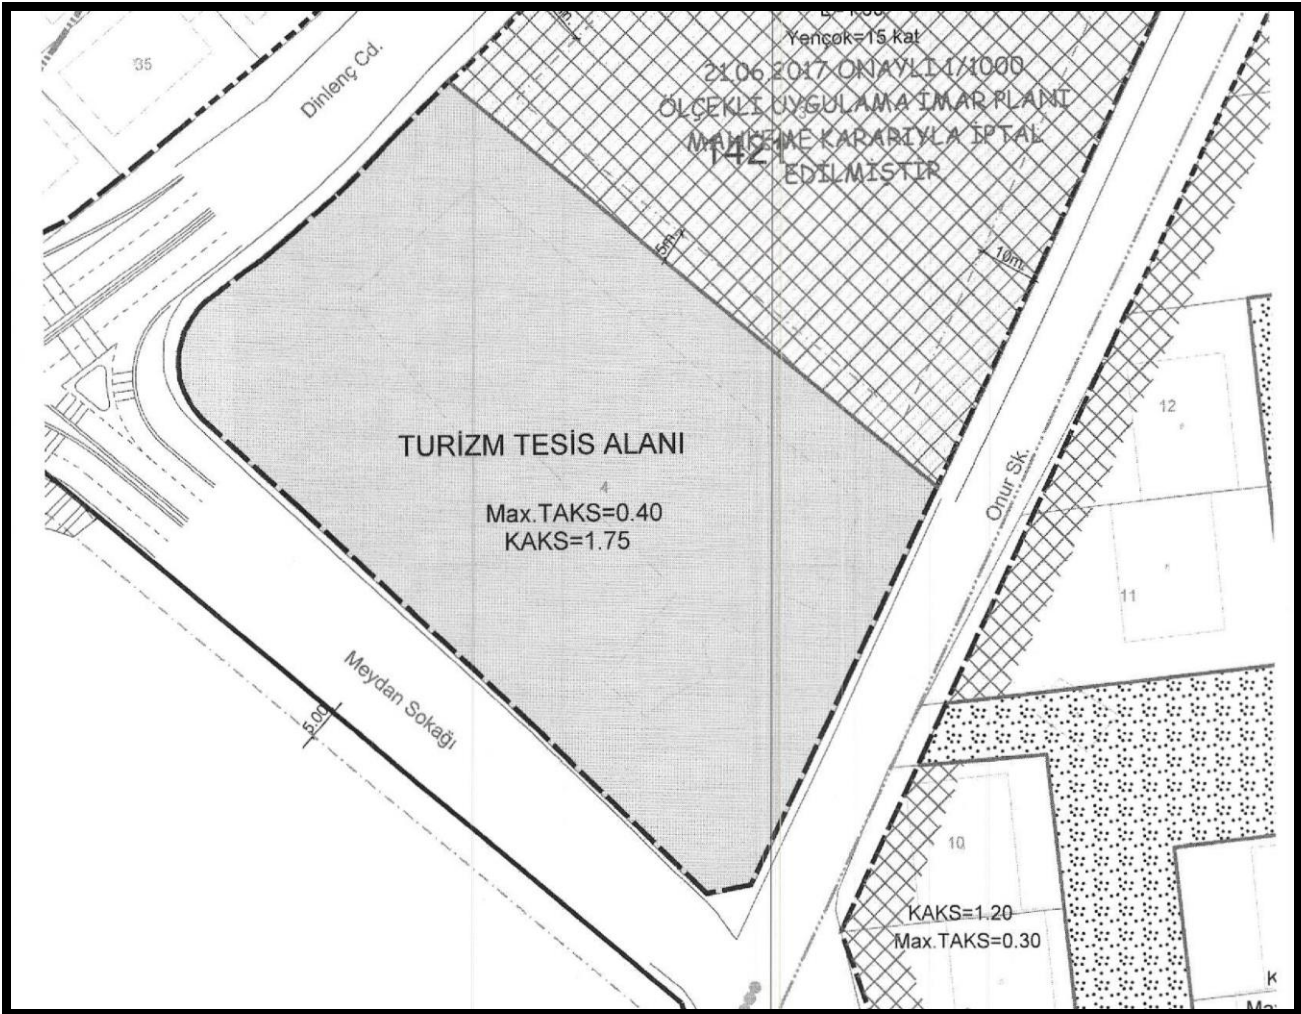 Yençok=15 kat
35
Dinlenç Cd.
21.06.2017 ONAYLI 1/1000
ÖLÇEKLİ UYGULAMA İMAR PLANI
MAHKEME KARARIYLA İPTAL
1421
EDİLMİŞTİR
5m.
10m.
12
TURİZM TESİS ALANI
4
Max.TAKS=0.40
KAKS=1.75
Onur Sk.
11
Meydan Sokağı
5.00
10
KAKS=1.20
Max.TAKS=0.30